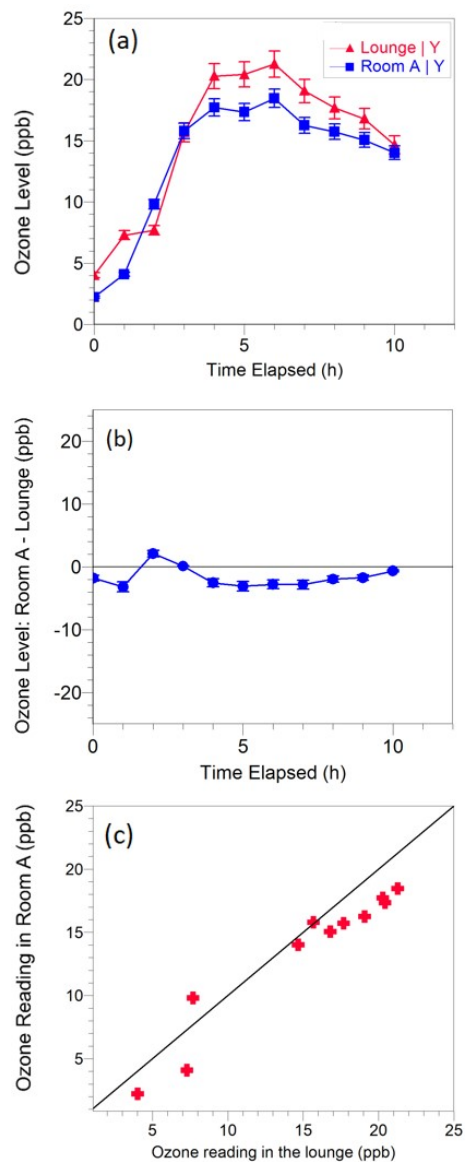 (a)
Lounge | Y
Room A | Y
Ozone Level (ppb)
25
20
15
10
5
0
0 5 10
Time Elapsed (h)
(b)
Ozone Level: Room A - Lounge (ppb)
20
10
0
-10
-20
0 5 10
Time Elapsed (h)
(c)
Ozone Reading in Room A (ppb)
25
20
15
10
5
5 10 15 20 25
Ozone reading in the lounge (ppb)